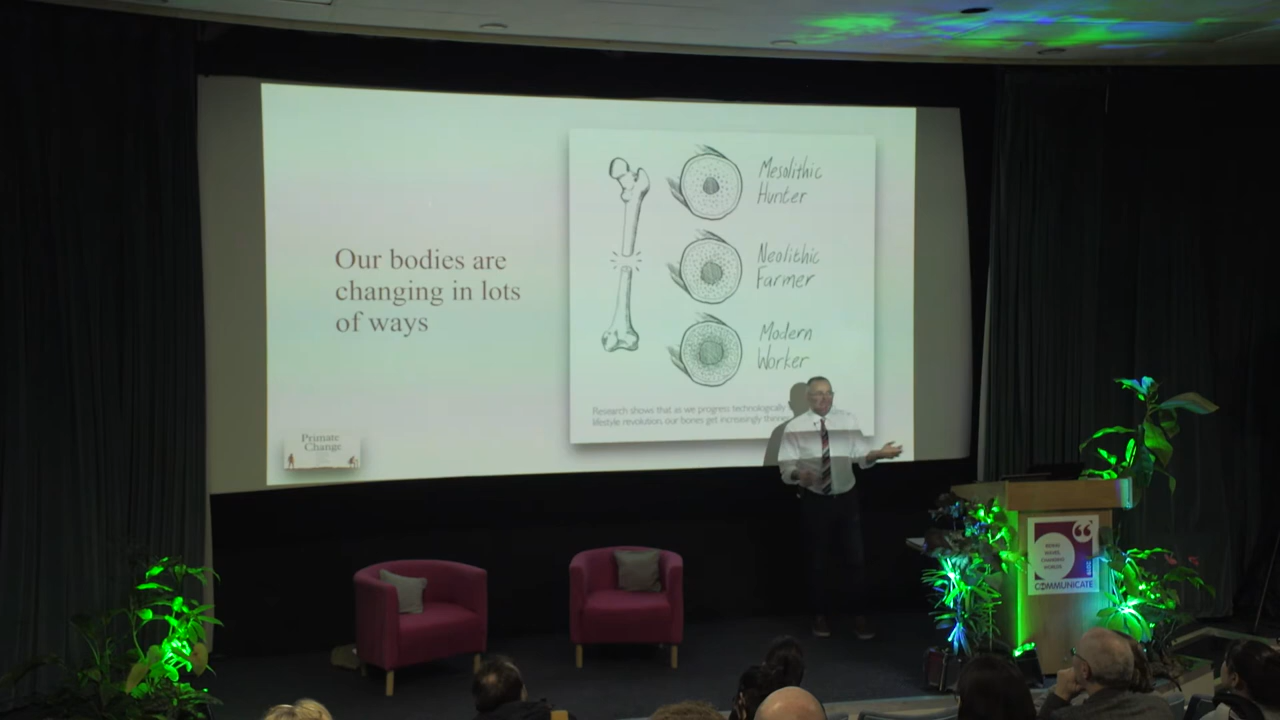 Our bodies are
changing in lots
of ways
Mesolithic
Hunter
Neolithic
Farmer
Modern
Worker
Research shows that as we progress technologically
lifestyle revolution, our bones get increasingly thinner
Primate
Change
COMMUNICATE